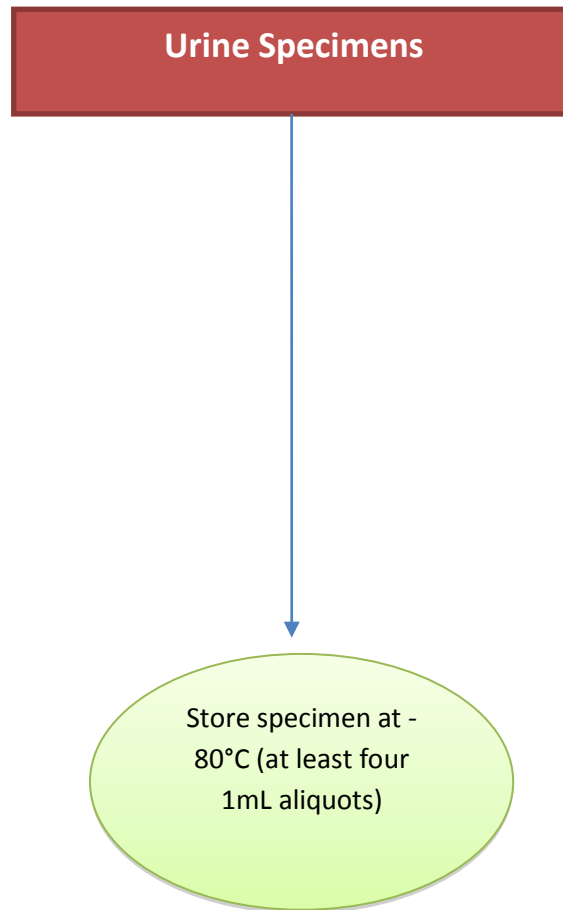 Urine Specimens
Store specimen at -
80°C (at least four
1mL aliquots)